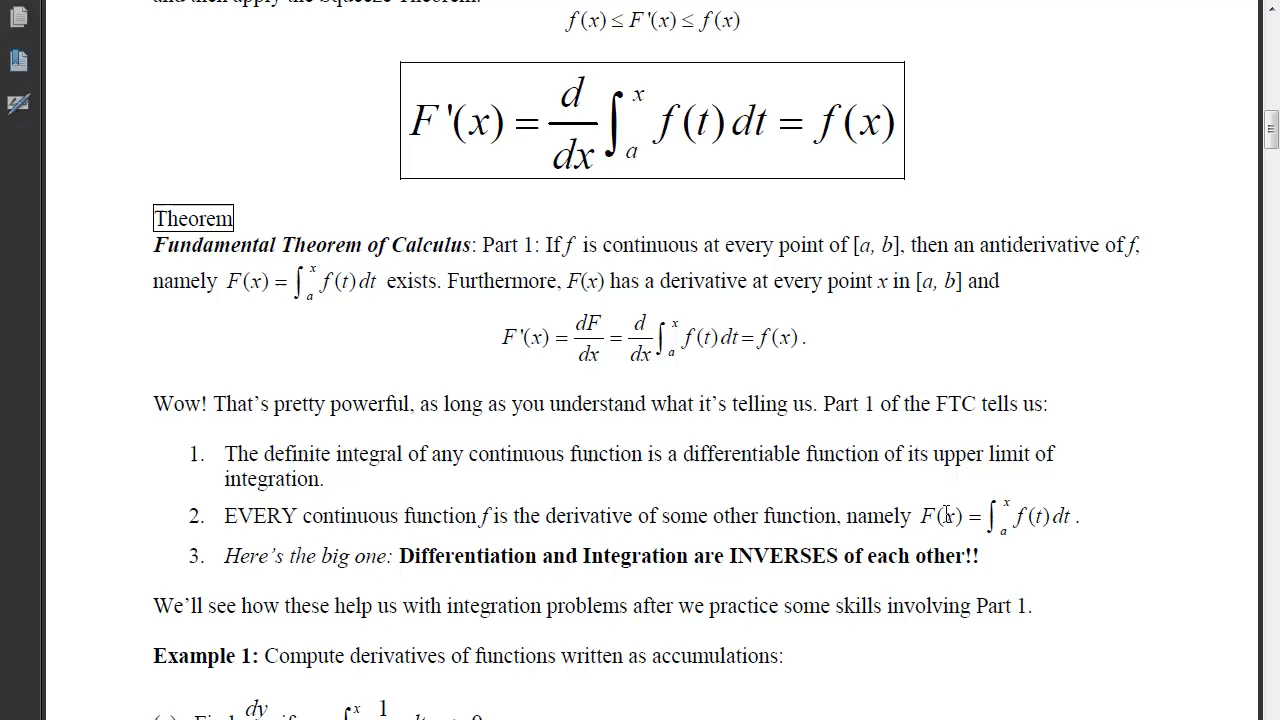 f(x) ≤ F'(x) ≤ f(x)
F'(x) = d/dx ∫_a^x f(t) dt = f(x)
Theorem
Fundamental Theorem of Calculus: Part 1: If f is continuous at every point of [a, b], then an antiderivative of f,
namely F(x) = ∫_a^x f(t) dt exists. Furthermore, F(x) has a derivative at every point x in [a, b] and
F'(x) = dF/dx = d/dx ∫_a^x f(t) dt = f(x).
Wow! That's pretty powerful, as long as you understand what it's telling us. Part 1 of the FTC tells us:
1. The definite integral of any continuous function is a differentiable function of its upper limit of
integration.
2. EVERY continuous function f is the derivative of some other function, namely F(x) = ∫_a^x f(t) dt.
3. Here's the big one: Differentiation and Integration are INVERSES of each other!!
We'll see how these help us with integration problems after we practice some skills involving Part 1.
Example 1: Compute derivatives of functions written as accumulations:
dy ∫^x 1